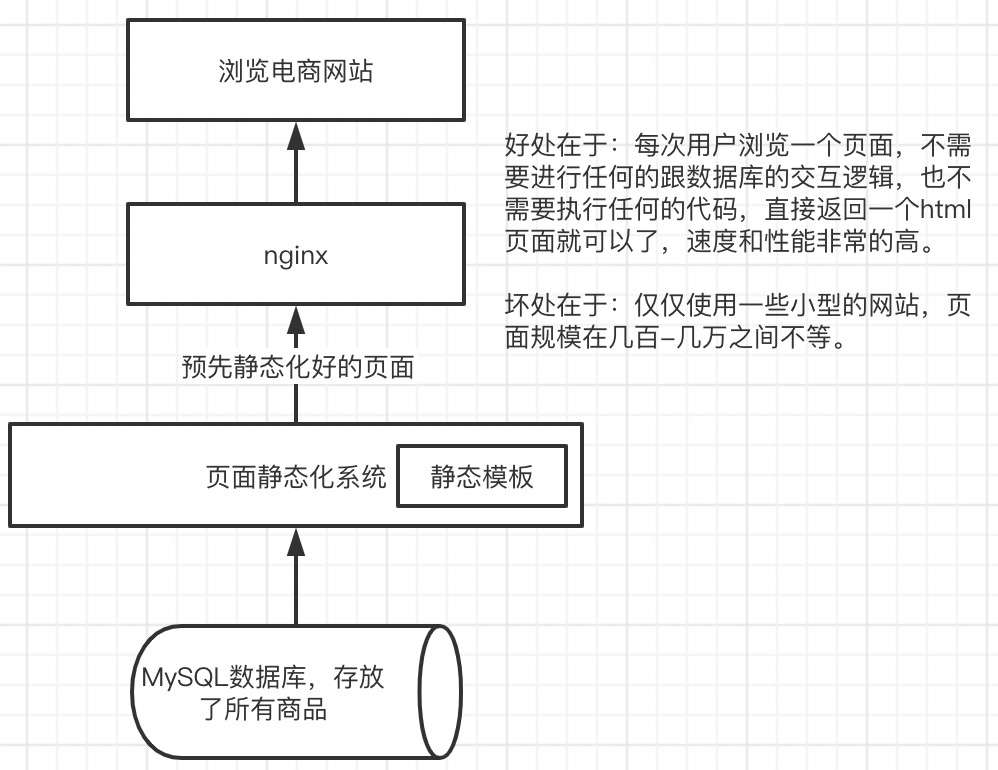 浏览电商网站
nginx
预先静态化好的页面
页面静态化系统
静态模板
MySQL数据库，存放
了所有商品
好处在于：每次用户浏览一个页面，不需
要进行任何的跟数据库的交互逻辑，也不
需要执行任何的代码，直接返回一个html
页面就可以了，速度和性能非常的高。
坏处在于：仅仅使用一些小型的网站，页
面规模在几百-几万之间不等。